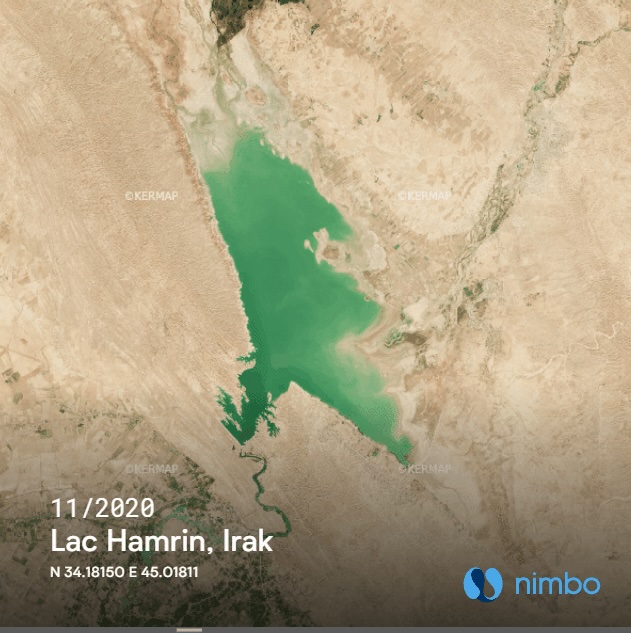 ©KERMAP ©KERMAP
©KERMAP ©KERMAP
11/2020
Lac Hamrin, Irak
N 34.18150 E 45.01811
nimbo